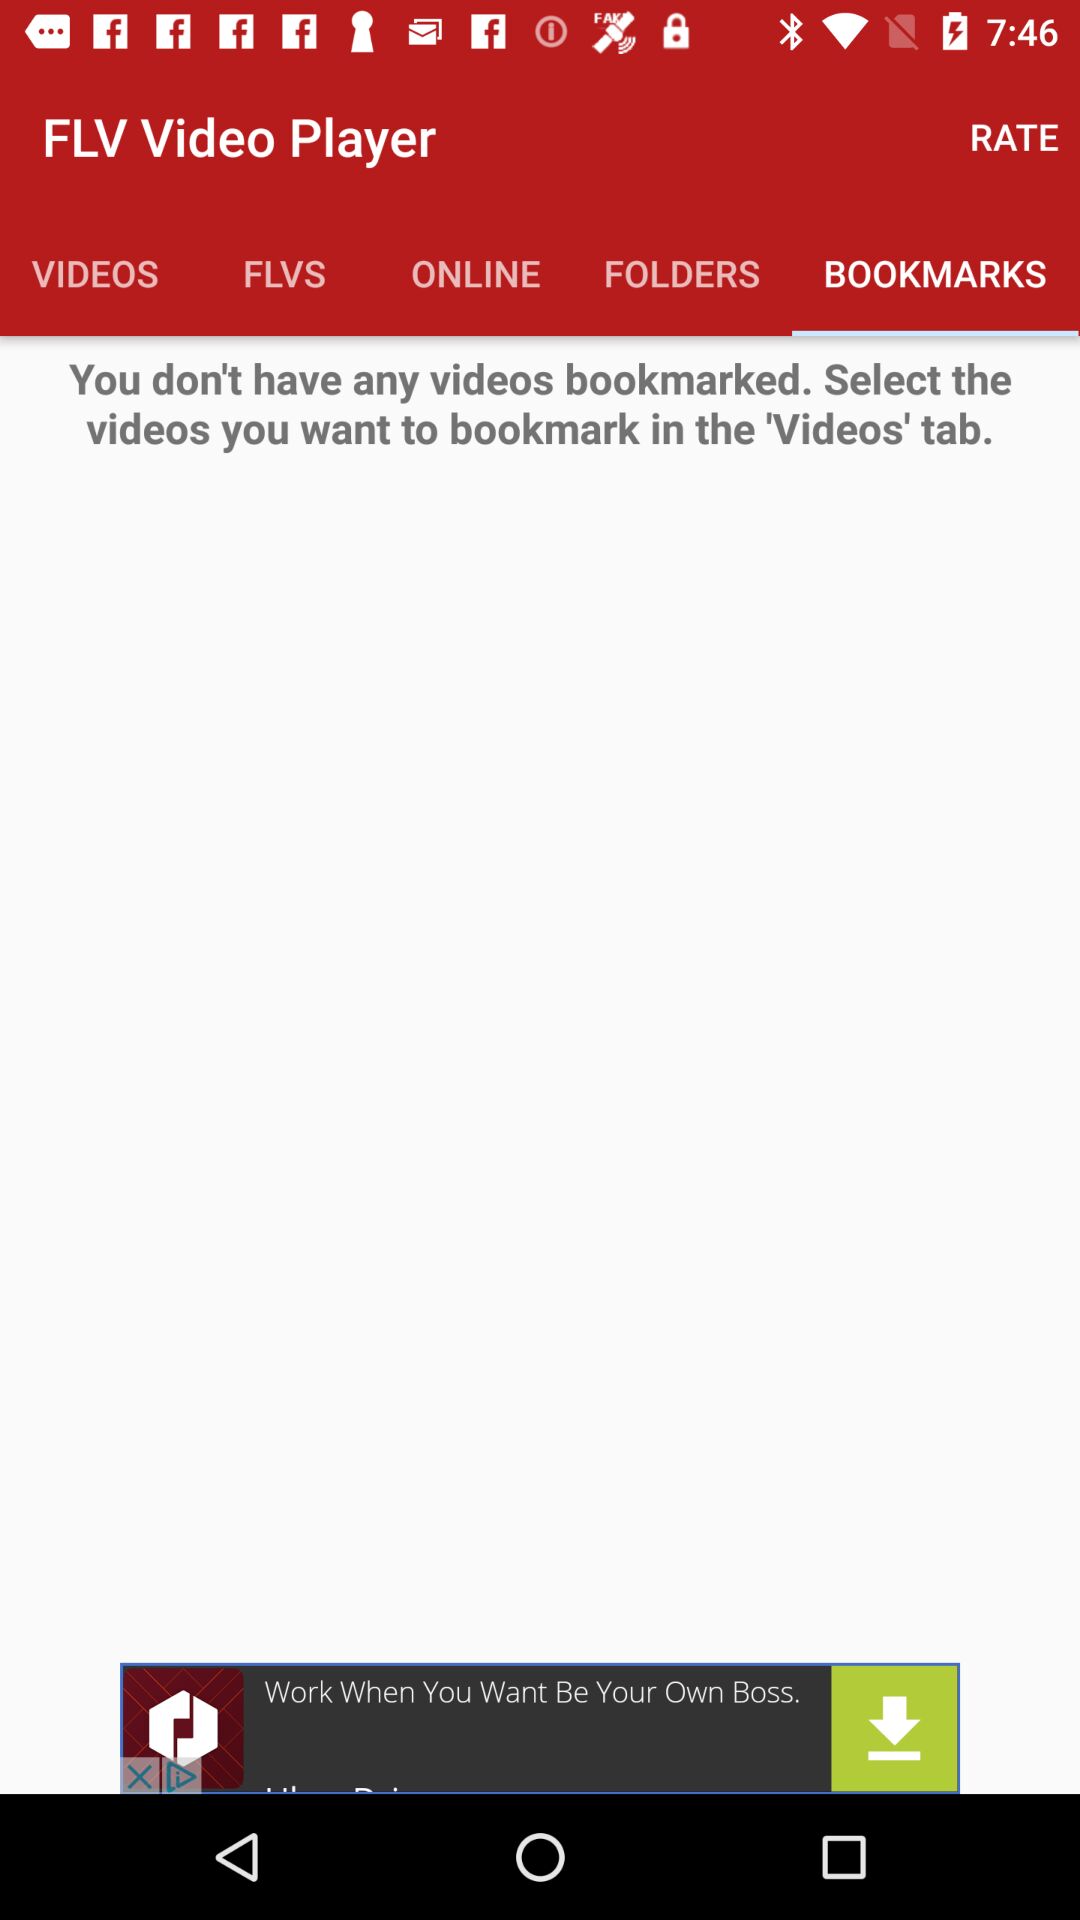 7:46
FLV Video Player
RATE
VIDEOS FLVS ONLINE FOLDERS BOOKMARKS
You don't have any videos bookmarked. Select the
videos you want to bookmark in the 'Videos' tab.
Work When You Want Be Your Own Boss.